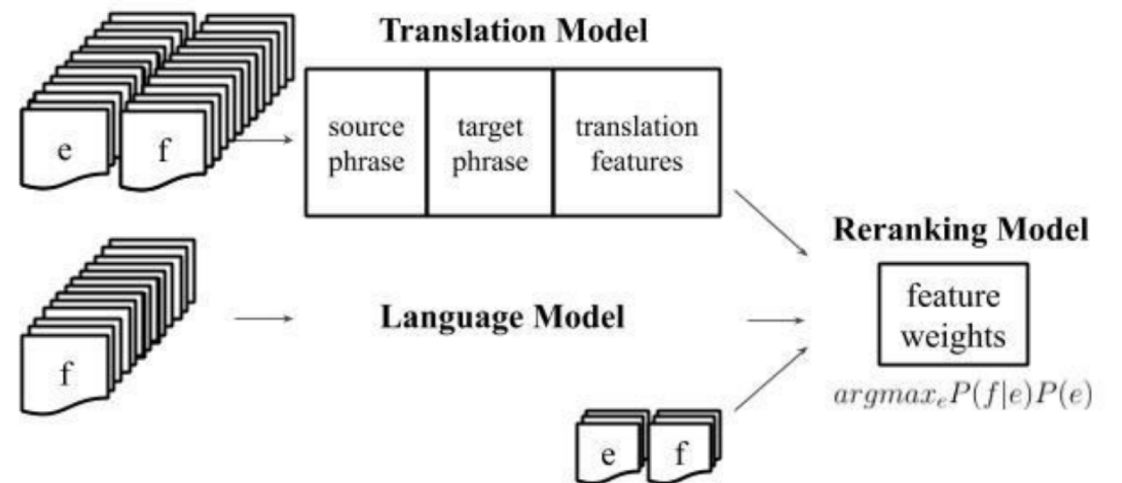 Translation Model
e
f
source
phrase
target
phrase
translation
features
Reranking Model
feature
weights
argmax_e P(f|e)P(e)
f
Language Model
e
f